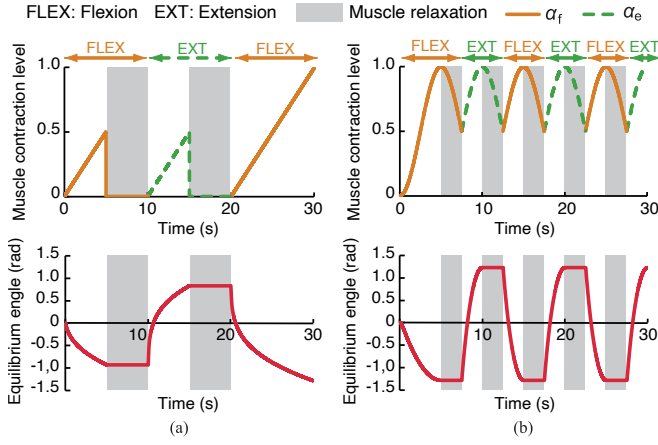 FLEX: Flexion EXT: Extension Muscle relaxation αf αe
FLEX EXT FLEX
FLEX EXT FLEX EXT FLEX EXT
Muscle contraction level
1.0
0.5
0
0 10 20 30
Time (s)
Muscle contraction level
1.0
0.5
0
0 10 20 30
Time (s)
Equilibrium engle (rad)
1.5
1.0
0.5
0
-0.5
-1,0
-1.5
10 20 30
Time (s)
(a)
Equilibrium engle (rad)
1.5
1.0
0.5
0
-0.5
-1,0
-1.5
10 20 30
Time (s)
(b)